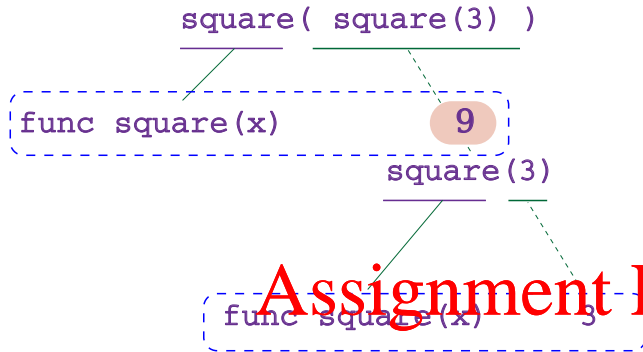 square( square(3) )
func square(x) 9
square(3)
Assignment
func square(x) 3